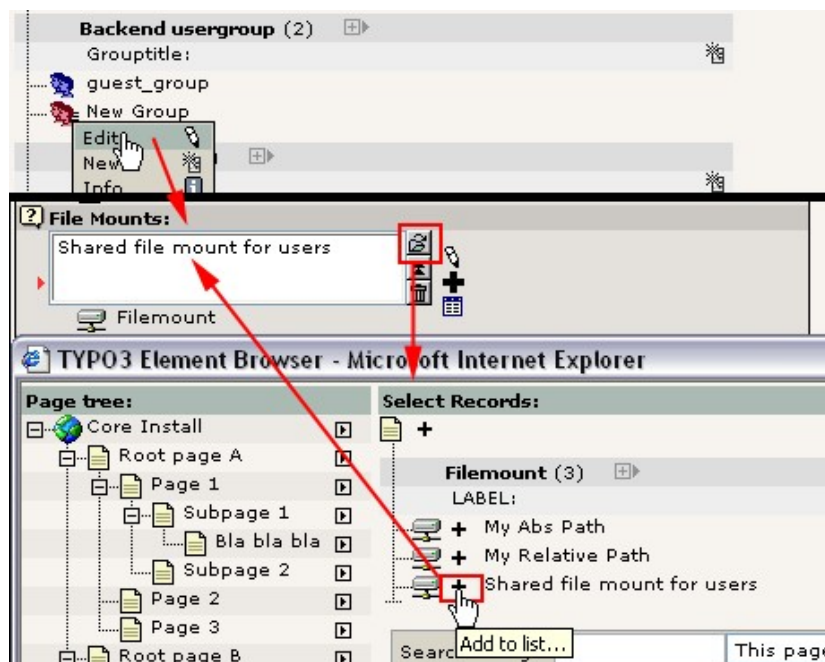 Backend usergroup (2)
Grouptitle:
guest_group
New Group
Edit
New
Info
File Mounts:
Shared file mount for users
Filemount
TYPO3 Element Browser - Microsoft Internet Explorer
Page tree:
Core Install
Root page A
Page 1
Subpage 1
Bla bla bla
Subpage 2
Page 2
Page 3
Root page B
Select Records:
Filemount (3)
LABEL:
My Abs Path
My Relative Path
Shared file mount for users
Add to list...
This page